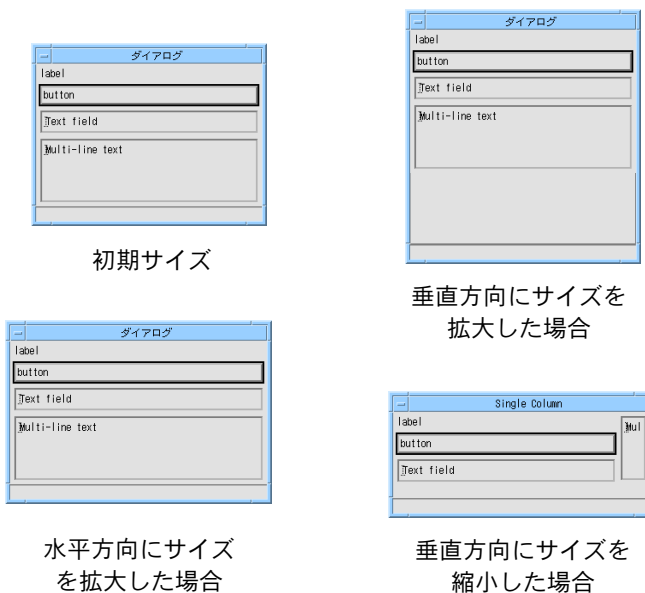 ダイアログ
label
button
Text field
Multi-line text
初期サイズ
ダイアログ
label
button
Text field
Multi-line text
垂直方向にサイズを
拡大した場合
ダイアログ
label
button
Text field
Multi-line text
水平方向にサイズ
を拡大した場合
Single Column
label
button
Text field
Mul
垂直方向にサイズを
縮小した場合